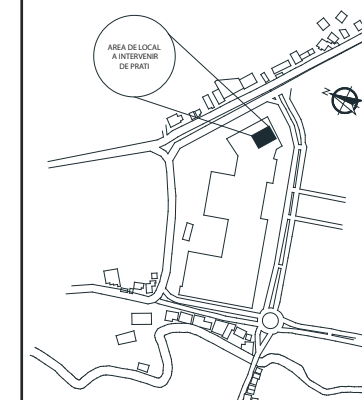 AREA DE LOCAL
A INTERVENIR
DE PRATI
N